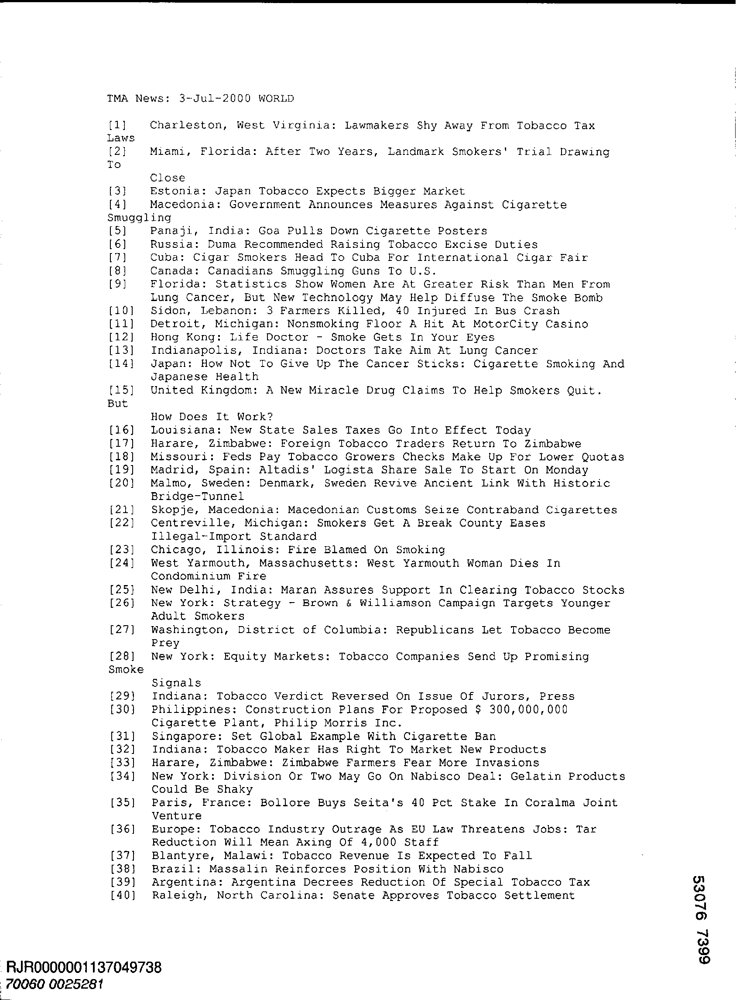 TMA News: 3-Jul-2000 WORLD
[1] Charleston, West Virginia: Lawmakers Shy Away From Tobacco Tax
Laws
[2] Miami, Florida: After Two Years, Landmark Smokers' Trial Drawing
To
Close
[3] Estonia: Japan Tobacco Expects Bigger Market
[4] Macedonia: Government Announces Measures Against Cigarette
Smuggling
[5] Panaji, India: Goa Pulls Down Cigarette Posters
[6] Russia: Duma Recommended Raising Tobacco Excise Duties
[7] Cuba: Cigar Smokers Head To Cuba For International Cigar Fair
[8] Canada: Canadians Smuggling Guns To U.S.
[9] Florida: Statistics Show Women Are At Greater Risk Than Men From
Lung Cancer, But New Technology May Help Diffuse The Smoke Bomb
[10] Sidon, Lebanon: 3 Farmers Killed, 40 Injured In Bus Crash
[11] Detroit, Michigan: Nonsmoking Floor A Hit At MotorCity Casino
[12] Hong Kong: Life Doctor - Smoke Gets In Your Eyes
[13] Indianapolis, Indiana: Doctors Take Aim At Lung Cancer
[14] Japan: How Not To Give Up The Cancer Sticks: Cigarette Smoking And
Japanese Health
[15] United Kingdom: A New Miracle Drug Claims To Help Smokers Quit.
But
How Does It Work?
[16] Louisiana: New State Sales Taxes Go Into Effect Today
[17] Harare, Zimbabwe: Foreign Tobacco Traders Return To Zimbabwe
[18] Missouri: Feds Pay Tobacco Growers Checks Make Up For Lower Quotas
[19] Madrid, Spain: Altadis' Logista Share Sale To Start On Monday
[20] Malmo, Sweden: Denmark, Sweden Revive Ancient Link With Historic
Bridge-Tunnel
[21] Skopje, Macedonia: Macedonian Customs Seize Contraband Cigarettes
[22] Centreville, Michigan: Smokers Get A Break County Eases
Illegal-Import Standard
[23] Chicago, Illinois: Fire Blamed On Smoking
[24] West Yarmouth, Massachusetts: West Yarmouth Woman Dies In
Condominium Fire
[25] New Delhi, India: Maran Assures Support In Clearing Tobacco Stocks
[26] New York: Strategy - Brown & Williamson Campaign Targets Younger
Adult Smokers
[27] Washington, District of Columbia: Republicans Let Tobacco Become
Prey
[28] New York: Equity Markets: Tobacco Companies Send Up Promising
Smoke
Signals
[29] Indiana: Tobacco Verdict Reversed On Issue Of Jurors, Press
[30] Philippines: Construction Plans For Proposed $ 300,000,000
Cigarette Plant, Philip Morris Inc.
[31] Singapore: Set Global Example With Cigarette Ban
[32] Indiana: Tobacco Maker Has Right To Market New Products
[33] Harare, Zimbabwe: Zimbabwe Farmers Fear More Invasions
[34] New York: Division Or Two May Go On Nabisco Deal: Gelatin Products
Could Be Shaky
[35] Paris, France: Bollore Buys Seita's 40 Pct Stake In Coralma Joint
Venture
[36] Europe: Tobacco Industry Outrage As EU Law Threatens Jobs: Tar
Reduction Will Mean Axing Of 4,000 Staff
[37] Blantyre, Malawi: Tobacco Revenue Is Expected To Fall
[38] Brazil: Massalin Reinforces Position With Nabisco
[39] Argentina: Argentina Decrees Reduction Of Special Tobacco Tax
[40] Raleigh, North Carolina: Senate Approves Tobacco Settlement
53076 7399
RJR0000001137049738
70060 0025281